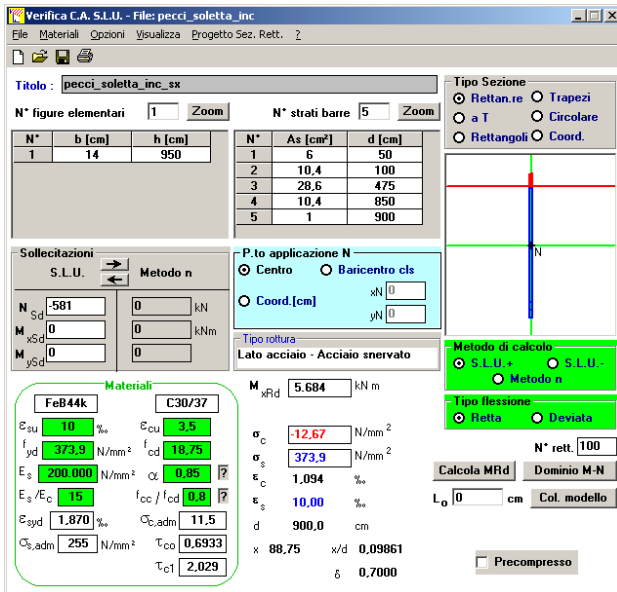 Verifica C.A. S.L.U. - File: pecci_soletta_inc
File Materiali Opzioni Visualizza Progetto Sez. Rett. ?
Titolo : pecci_soletta_inc_sx
N° figure elementari 1 Zoom N° strati barre 5 Zoom
N° b [cm] h [cm]
1 14 950
N° As [cm²] d [cm]
1 6 50
2 10,4 100
3 28,6 475
4 10,4 850
5 1 900
Tipo Sezione
Rettan.re Trapezi
a T Circolare
Rettangoli Coord.
N
Sollecitazioni
S.L.U. Metodo n
N Sd -581 0 kN
M xSd 0 0 kNm
M ySd 0 0
P.to applicazione N
Centro Baricentro cls
Coord.[cm] xN 0
yN 0
Tipo rottura
Lato acciaio - Acciaio snervato
Metodo di calcolo
S.L.U.+ S.L.U.-
Metodo n
Tipo flessione
Retta Deviata
N° rett. 100
Calcola MRd Dominio M-N
L₀ 0 cm Col. modello
Precompresso
Materiali
FeB44k C30/37
εsu 10 ‰ εcu 3,5
fyd 373,9 N/mm² fcd 18,75
Es 200.000 N/mm² α 0,85 ?
Es/Ec 15 fcc / fcd 0,8 ?
εsyd 1,870 ‰ σc,adm 11,5
σs,adm 255 N/mm² τco 0,6933
τc1 2,029
M xRd 5.684 kN m
σc -12,67 N/mm²
σs 373,9 N/mm²
εc 1,094 ‰
εs 10,00 ‰
d 900,0 cm
x 88,75 x/d 0,09861
δ 0,7000